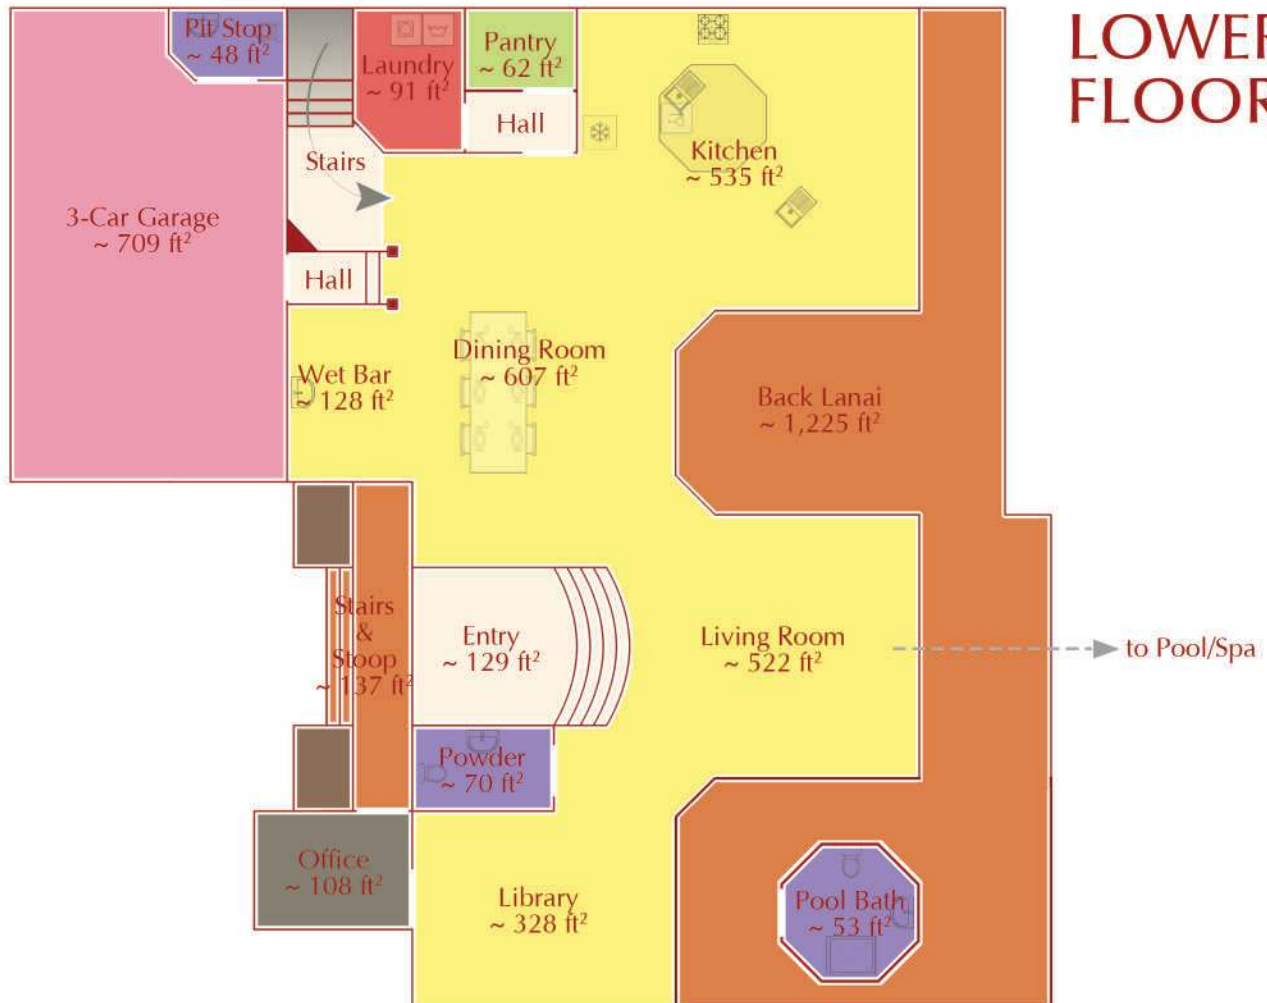 LOWER
FLOOR
Pit Stop
~ 48 ft²
Laundry
~ 91 ft²
Pantry
~ 62 ft²
Hall
Stairs
Kitchen
~ 535 ft²
3-Car Garage
~ 709 ft²
Hall
Wet Bar
~ 128 ft²
Dining Room
~ 607 ft²
Back Lanai
~ 1,225 ft²
Stairs
&
Stoop
~ 137 ft²
Entry
~ 129 ft²
Living Room
~ 522 ft²
to Pool/Spa
Powder
~ 70 ft²
Office
~ 108 ft²
Library
~ 328 ft²
Pool Bath
~ 53 ft²